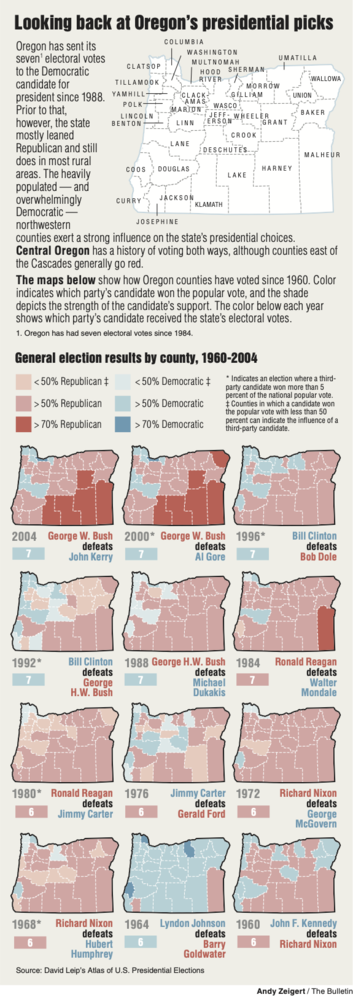 Looking back at Oregon's presidential picks
Oregon has sent its
seven¹ electoral votes
to the Democratic
candidate for
president since 1988.
Prior to that,
however, the state
mostly leaned
Republican and still
does in most rural
areas. The heavily
populated — and
overwhelmingly
Democratic —
northwestern
counties exert a strong influence on the state's presidential choices.
Central Oregon has a history of voting both ways, although counties east of
the Cascades generally go red.
COLUMBIA
WASHINGTON
MULTNOMAH
CLATSOP
HOOD
RIVER
SHERMAN
UMATILLA
TILLAMOOK
WALLOWA
MORROW
YAMHILL
CLACK-
AMAS
GILLIAM
UNION
POLK
WASCO
MARION
BAKER
LINCOLN
JEFF-
ERSON
WHEELER
BENTON
LINN
GRANT
CROOK
LANE
DESCHUTES
MALHEUR
COOS
DOUGLAS
LAKE
HARNEY
CURRY
JACKSON
KLAMATH
JOSEPHINE
The maps below show how Oregon counties have voted since 1960. Color
indicates which party's candidate won the popular vote, and the shade
depicts the strength of the candidate's support. The color below each year
shows which party's candidate received the state's electoral votes.
1. Oregon has had seven electoral votes since 1984.
General election results by county, 1960-2004
< 50% Republican ‡
> 50% Republican
> 70% Republican
< 50% Democratic ‡
> 50% Democratic
> 70% Democratic
* Indicates an election where a third-
party candidate won more than 5
percent of the national popular vote.
‡ Counties in which a candidate won
the popular vote with less than 50
percent can indicate the influence of a
third-party candidate.
2004 George W. Bush
defeats
7 John Kerry
2000* George W. Bush
defeats
7 Al Gore
1996* Bill Clinton
defeats
7 Bob Dole
1992* Bill Clinton
defeats
7 George
H.W. Bush
1988 George H.W. Bush
defeats
7 Michael
Dukakis
1984 Ronald Reagan
defeats
7 Walter
Mondale
1980* Ronald Reagan
defeats
6 Jimmy Carter
1976 Jimmy Carter
defeats
6 Gerald Ford
1972 Richard Nixon
defeats
6 George
McGovern
1968* Richard Nixon
defeats
6 Hubert
Humphrey
1964 Lyndon Johnson
defeats
6 Barry
Goldwater
1960 John F. Kennedy
defeats
6 Richard Nixon
Source: David Leip's Atlas of U.S. Presidential Elections
Andy Zeigert / The Bulletin